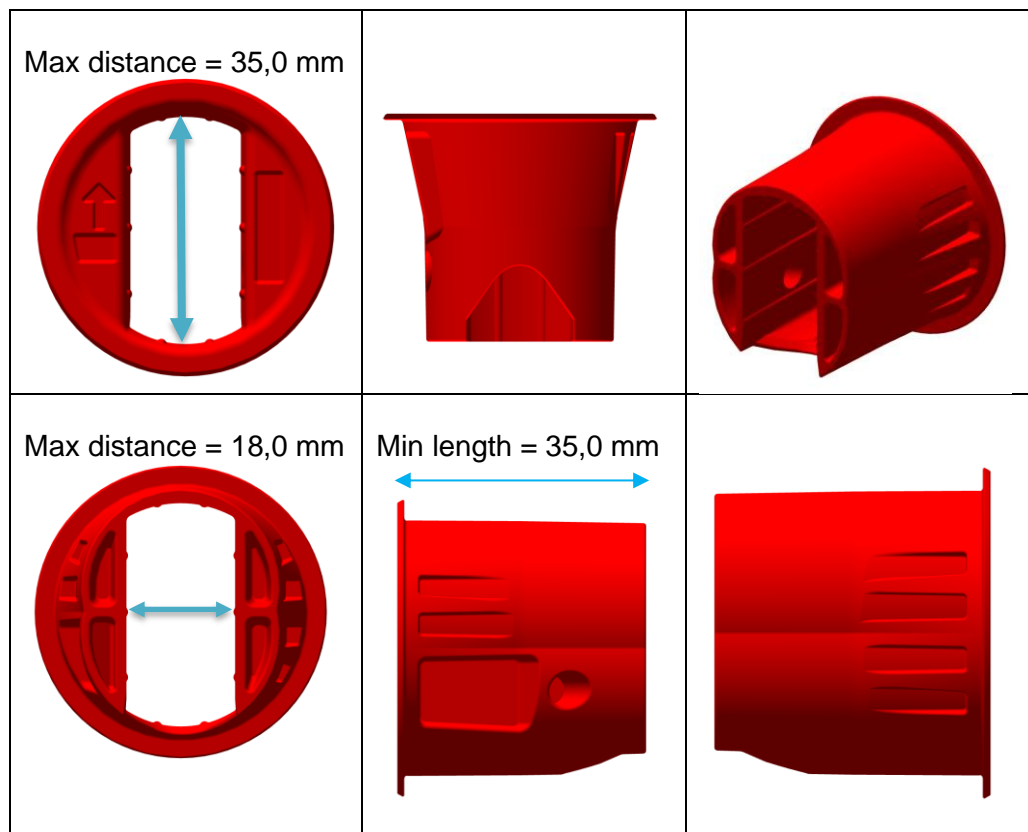 Max distance = 35,0 mm
Max distance = 18,0 mm
Min length = 35,0 mm